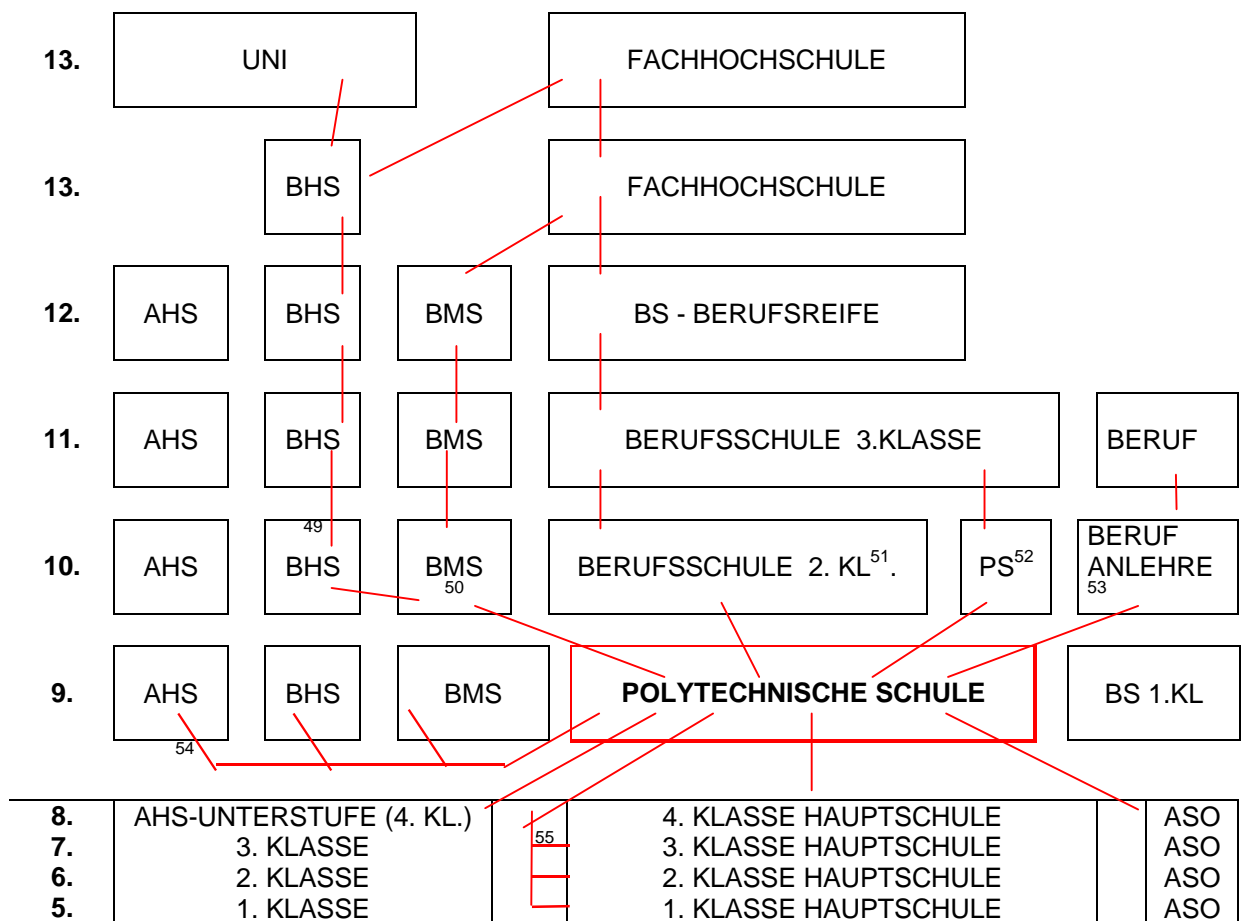 13. UNI FACHHOCHSCHULE
13. BHS FACHHOCHSCHULE
12. AHS BHS BMS BS - BERUFSREIFE
11. AHS BHS BMS BERUFSSCHULE 3.KLASSE BERUF
49 BERUF
10. AHS BHS BMS BERUFSSCHULE 2. KL51. PS52 ANLEHRE
50 53
9. AHS BHS BMS POLYTECHNISCHE SCHULE BS 1.KL
54
8. AHS-UNTERSTUFE (4. KL.) 4. KLASSE HAUPTSCHULE ASO
7. 3. KLASSE 55 3. KLASSE HAUPTSCHULE ASO
6. 2. KLASSE 2. KLASSE HAUPTSCHULE ASO
5. 1. KLASSE 1. KLASSE HAUPTSCHULE ASO